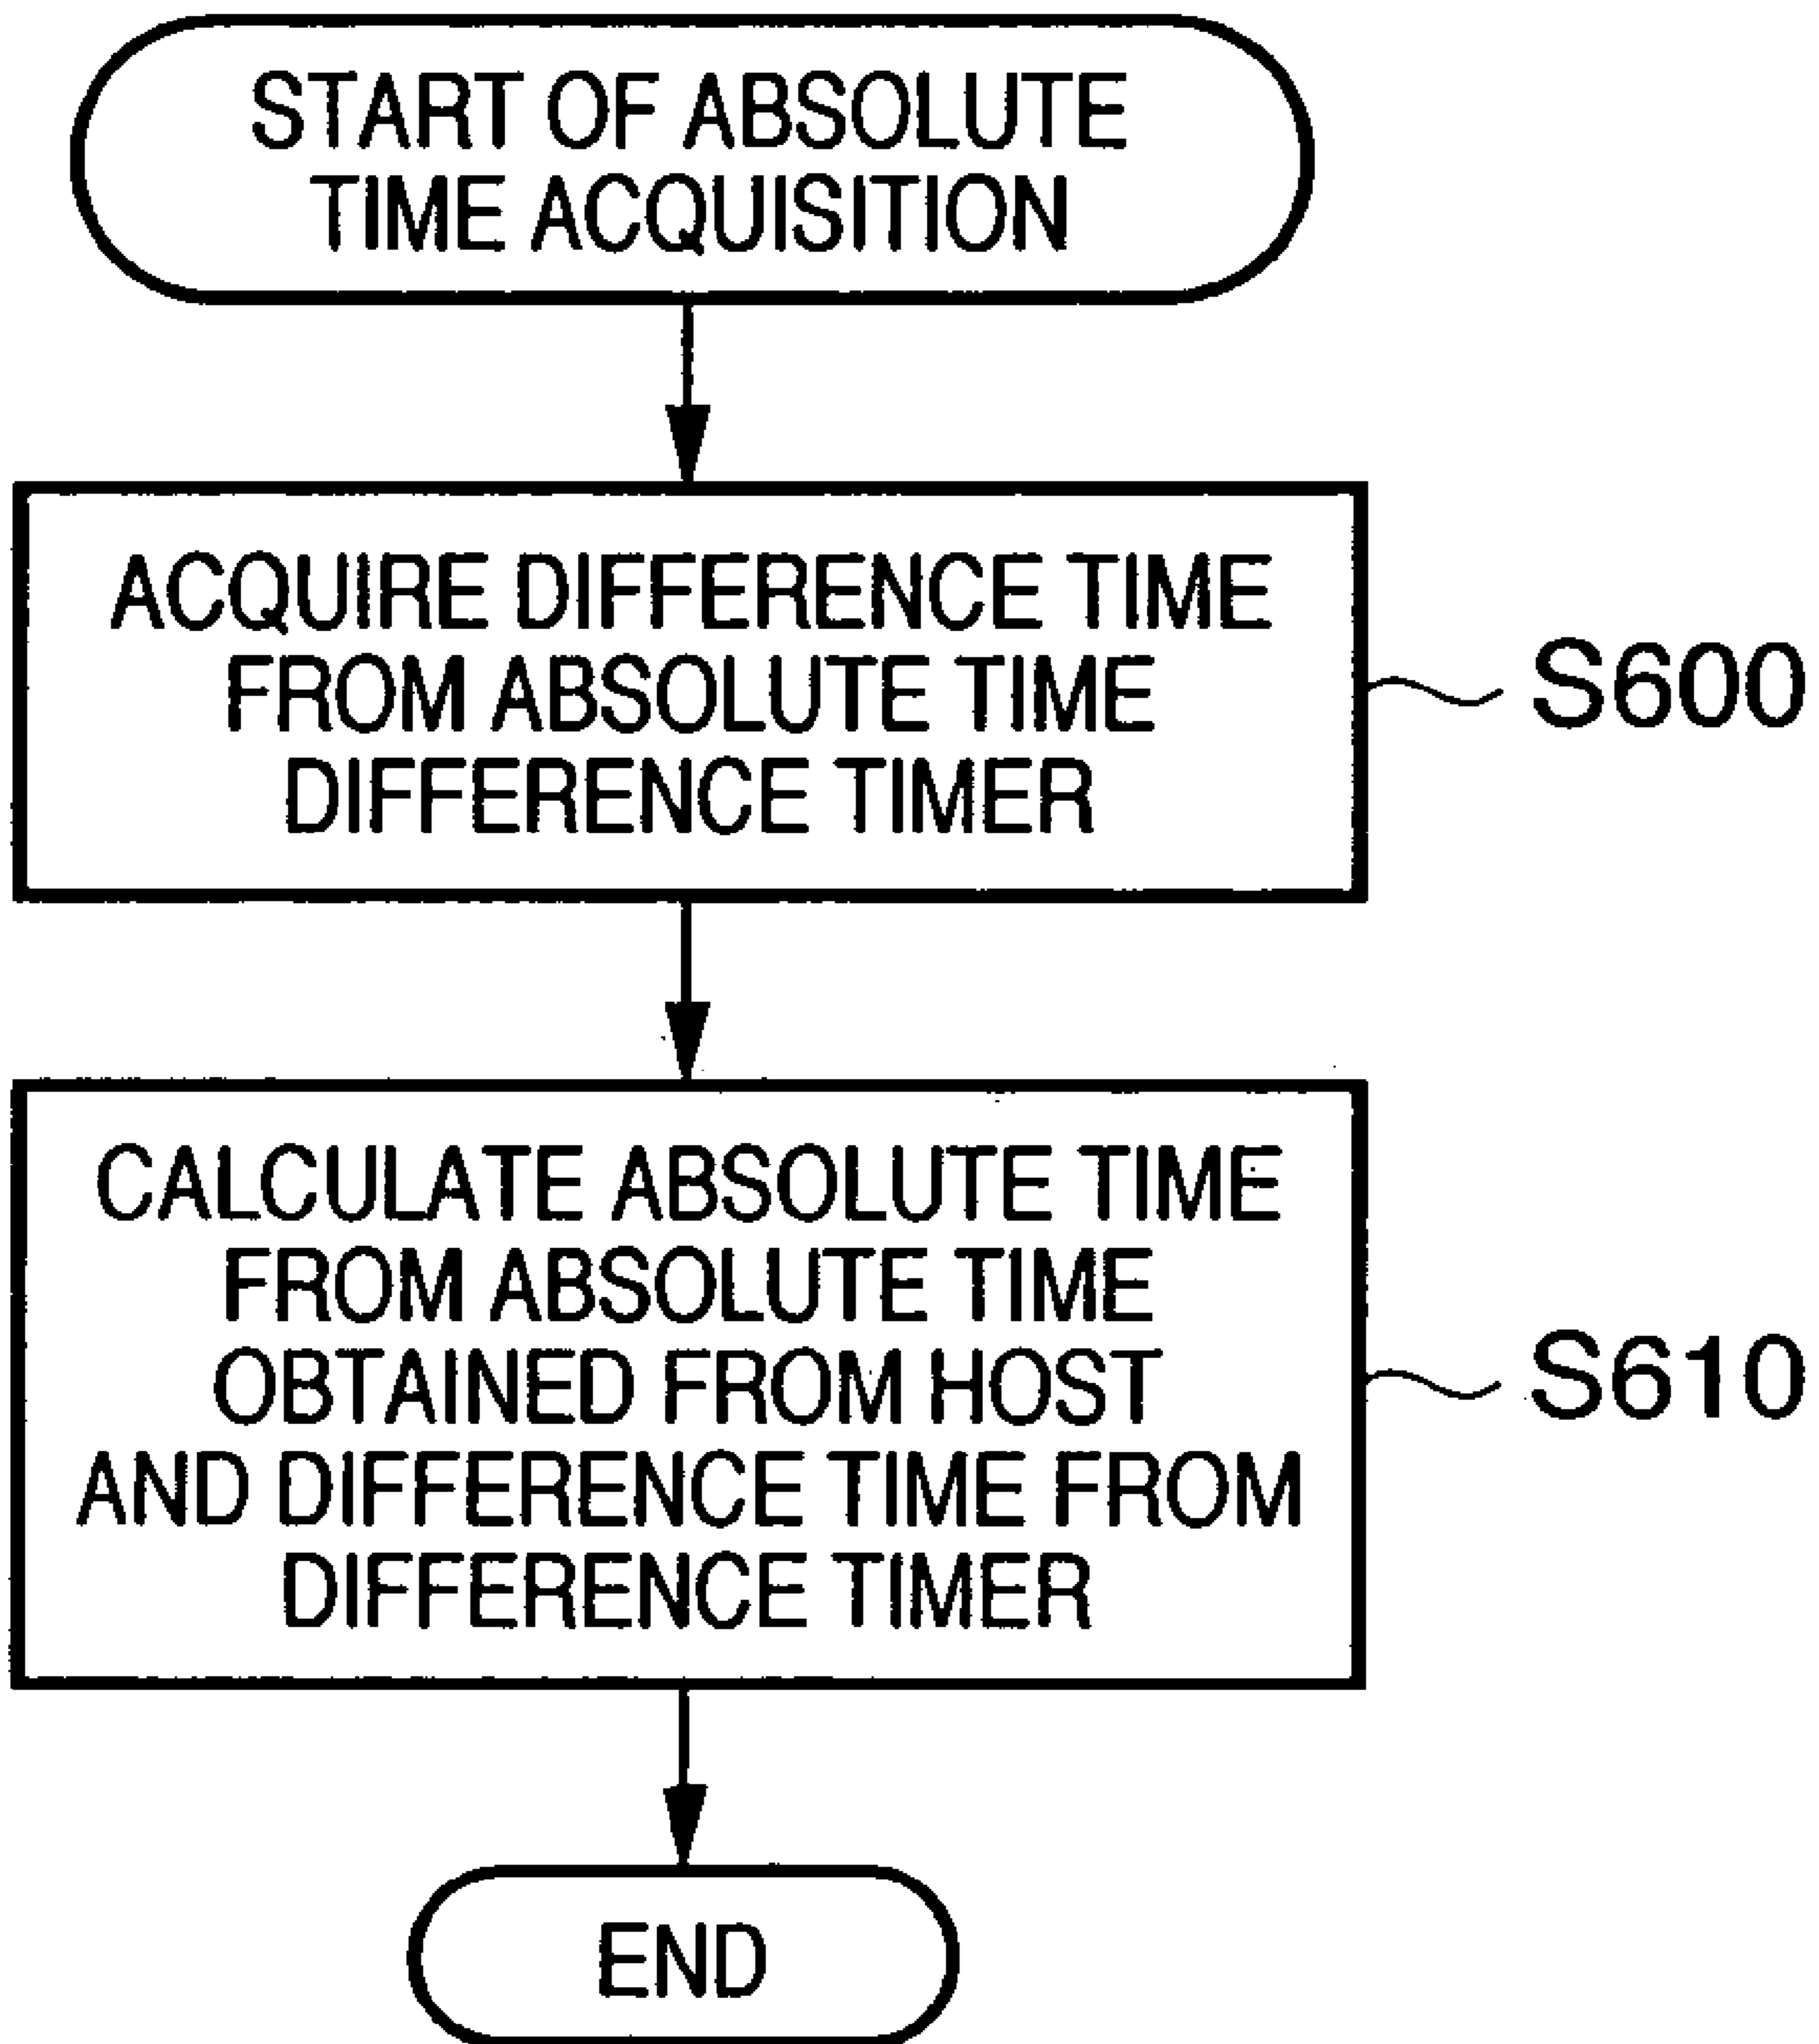 START OF ABSOLUTE
TIME ACQUISITION
ACQUIRE DIFFERENCE TIME
FROM ABSOLUTE TIME
DIFFERENCE TIMER
S600
CALCULATE ABSOLUTE TIME
FROM ABSOLUTE TIME
OBTAINED FROM HOST
AND DIFFERENCE TIME FROM
DIFFERENCE TIMER
S610
END